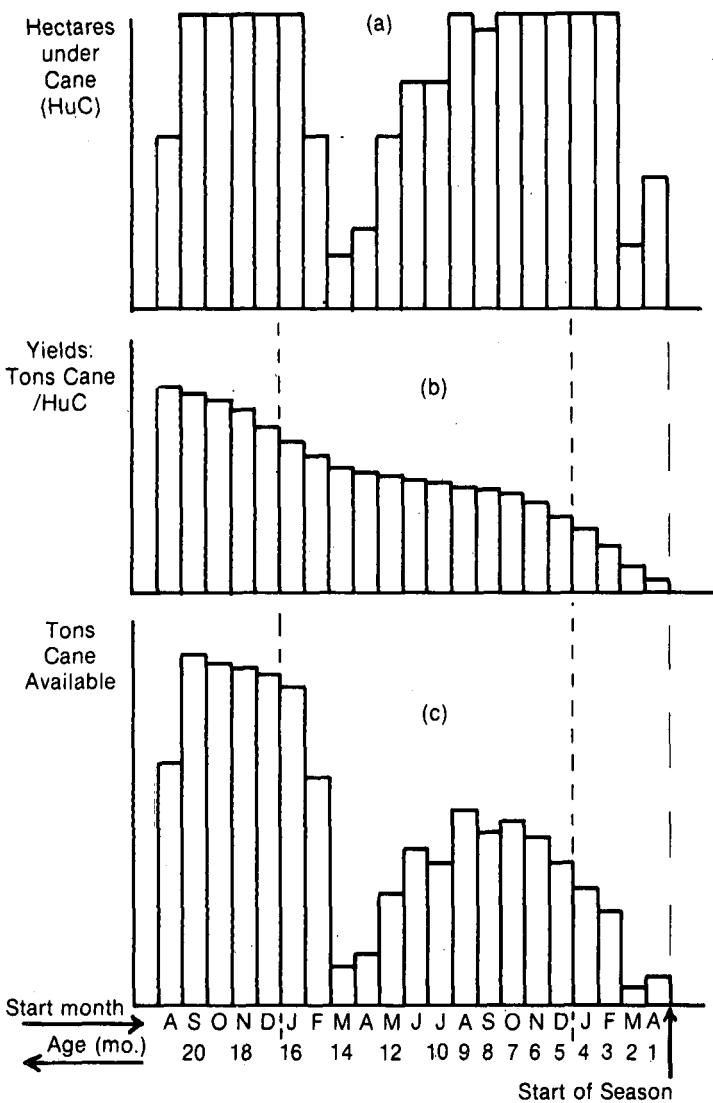 Hectares
under
Cane
(HuC)
(a)
Yields:
Tons Cane
/HuC
(b)
Tons
Cane
Available
(c)
Start month
A S O N D J F M A M J J A S O N D J F M A
Age (mo.)
20 18 16 14 12 10 9 8 7 6 5 4 3 2 1
Start of Season